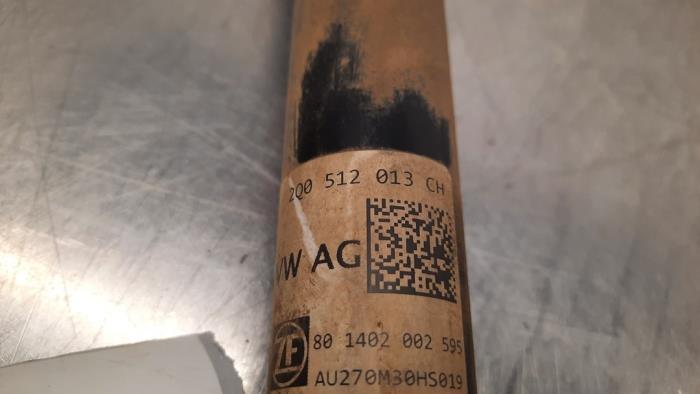 2Q0 512 013 CH
VW AG
ZF 80 1402 002 595
AU270M30HS019